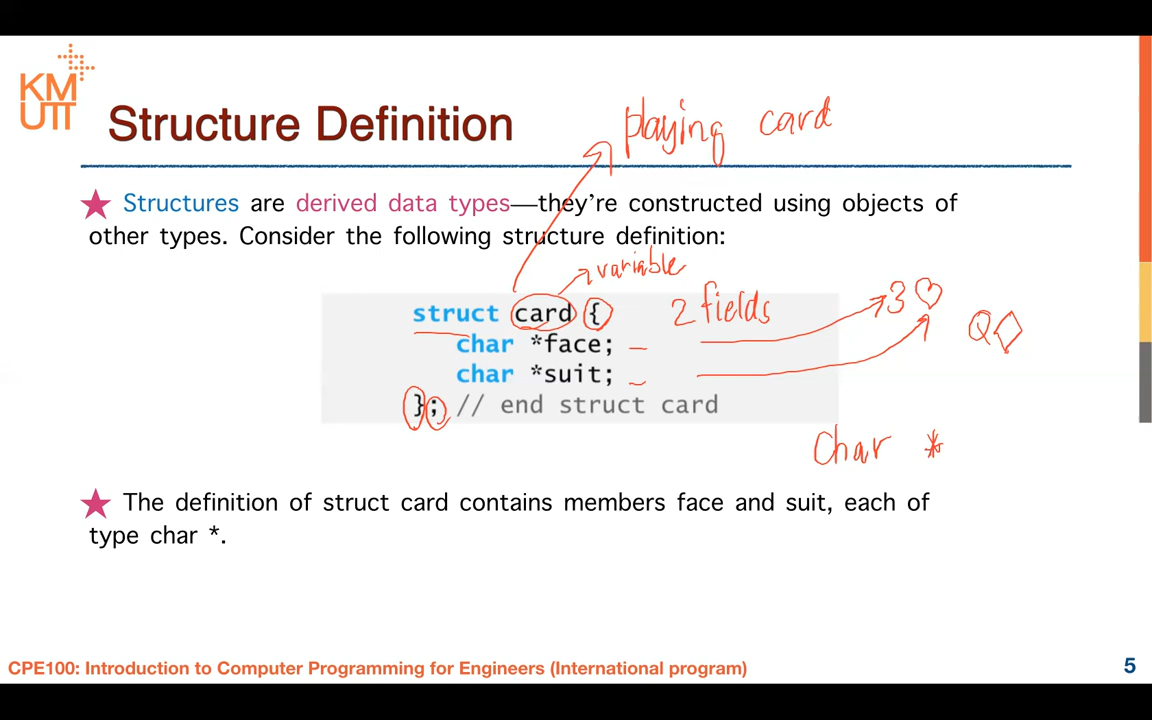 KM
UTT
Structure Definition
playing card
★ Structures are derived data types—they’re constructed using objects of
other types. Consider the following structure definition:
variable
struct card {
2 fields
3 ♡
char *face;
Q ♢
char *suit;
}; // end struct card
Char *
★ The definition of struct card contains members face and suit, each of
type char *.
CPE100: Introduction to Computer Programming for Engineers (International program)
5